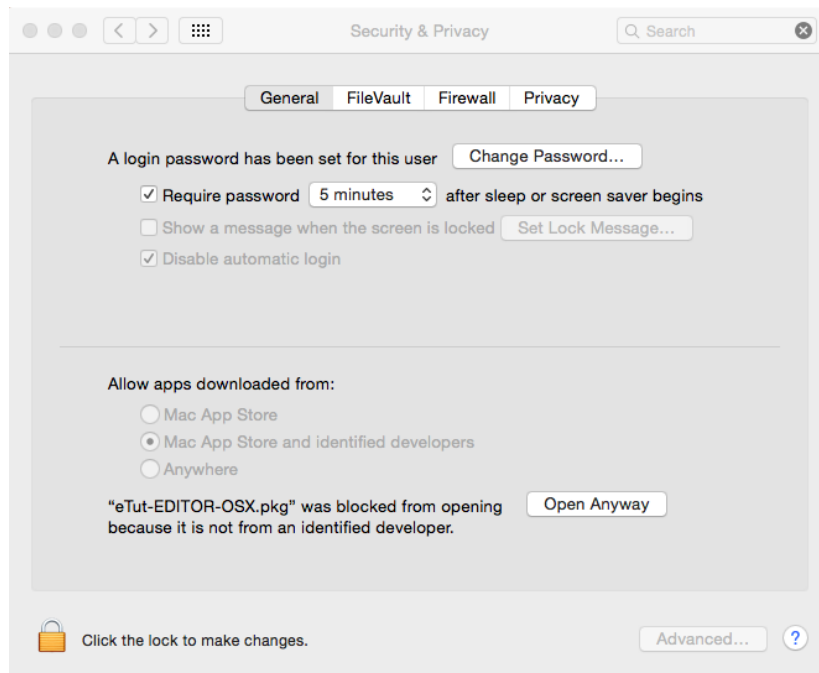 Security & Privacy
Search
General FileVault Firewall Privacy
A login password has been set for this user Change Password...
Require password 5 minutes after sleep or screen saver begins
Show a message when the screen is locked Set Lock Message...
Disable automatic login
Allow apps downloaded from:
Mac App Store
Mac App Store and identified developers
Anywhere
“eTut-EDITOR-OSX.pkg” was blocked from opening Open Anyway
because it is not from an identified developer.
Click the lock to make changes. Advanced... ?